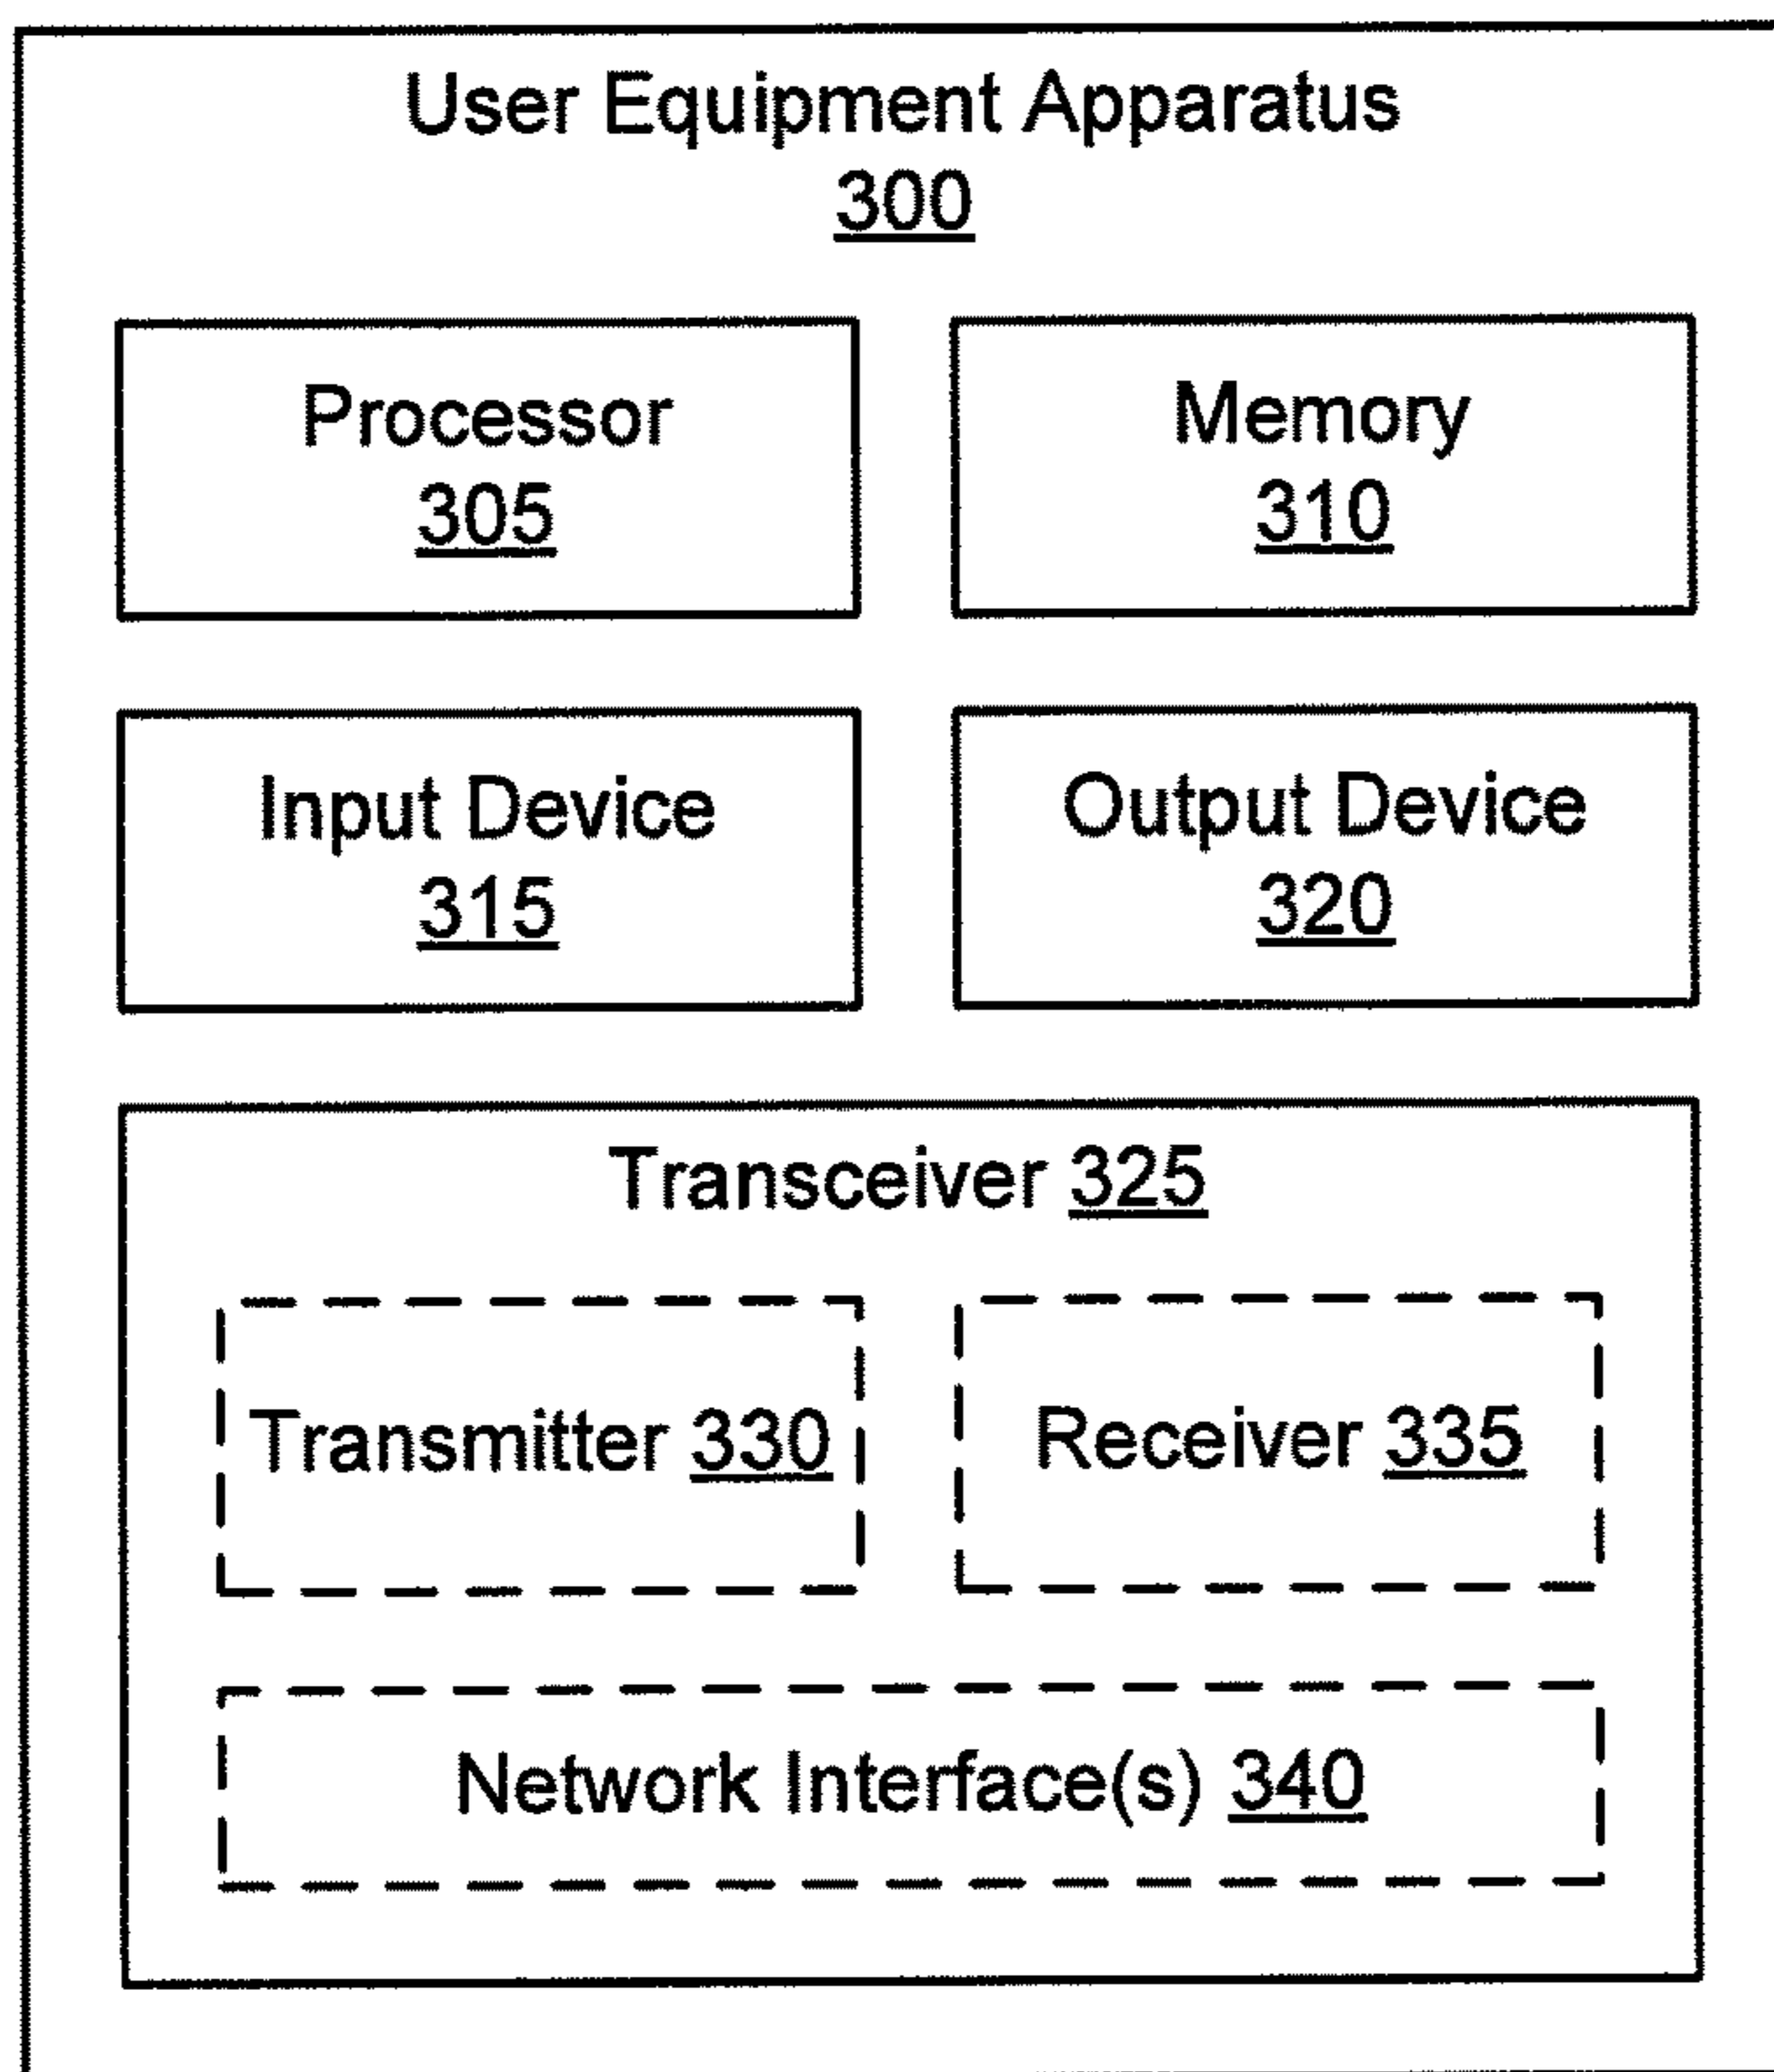 User Equipment Apparatus
300
Processor
305
Memory
310
Input Device
315
Output Device
320
Transceiver 325
Transmitter 330
Receiver 335
Network Interface(s) 340